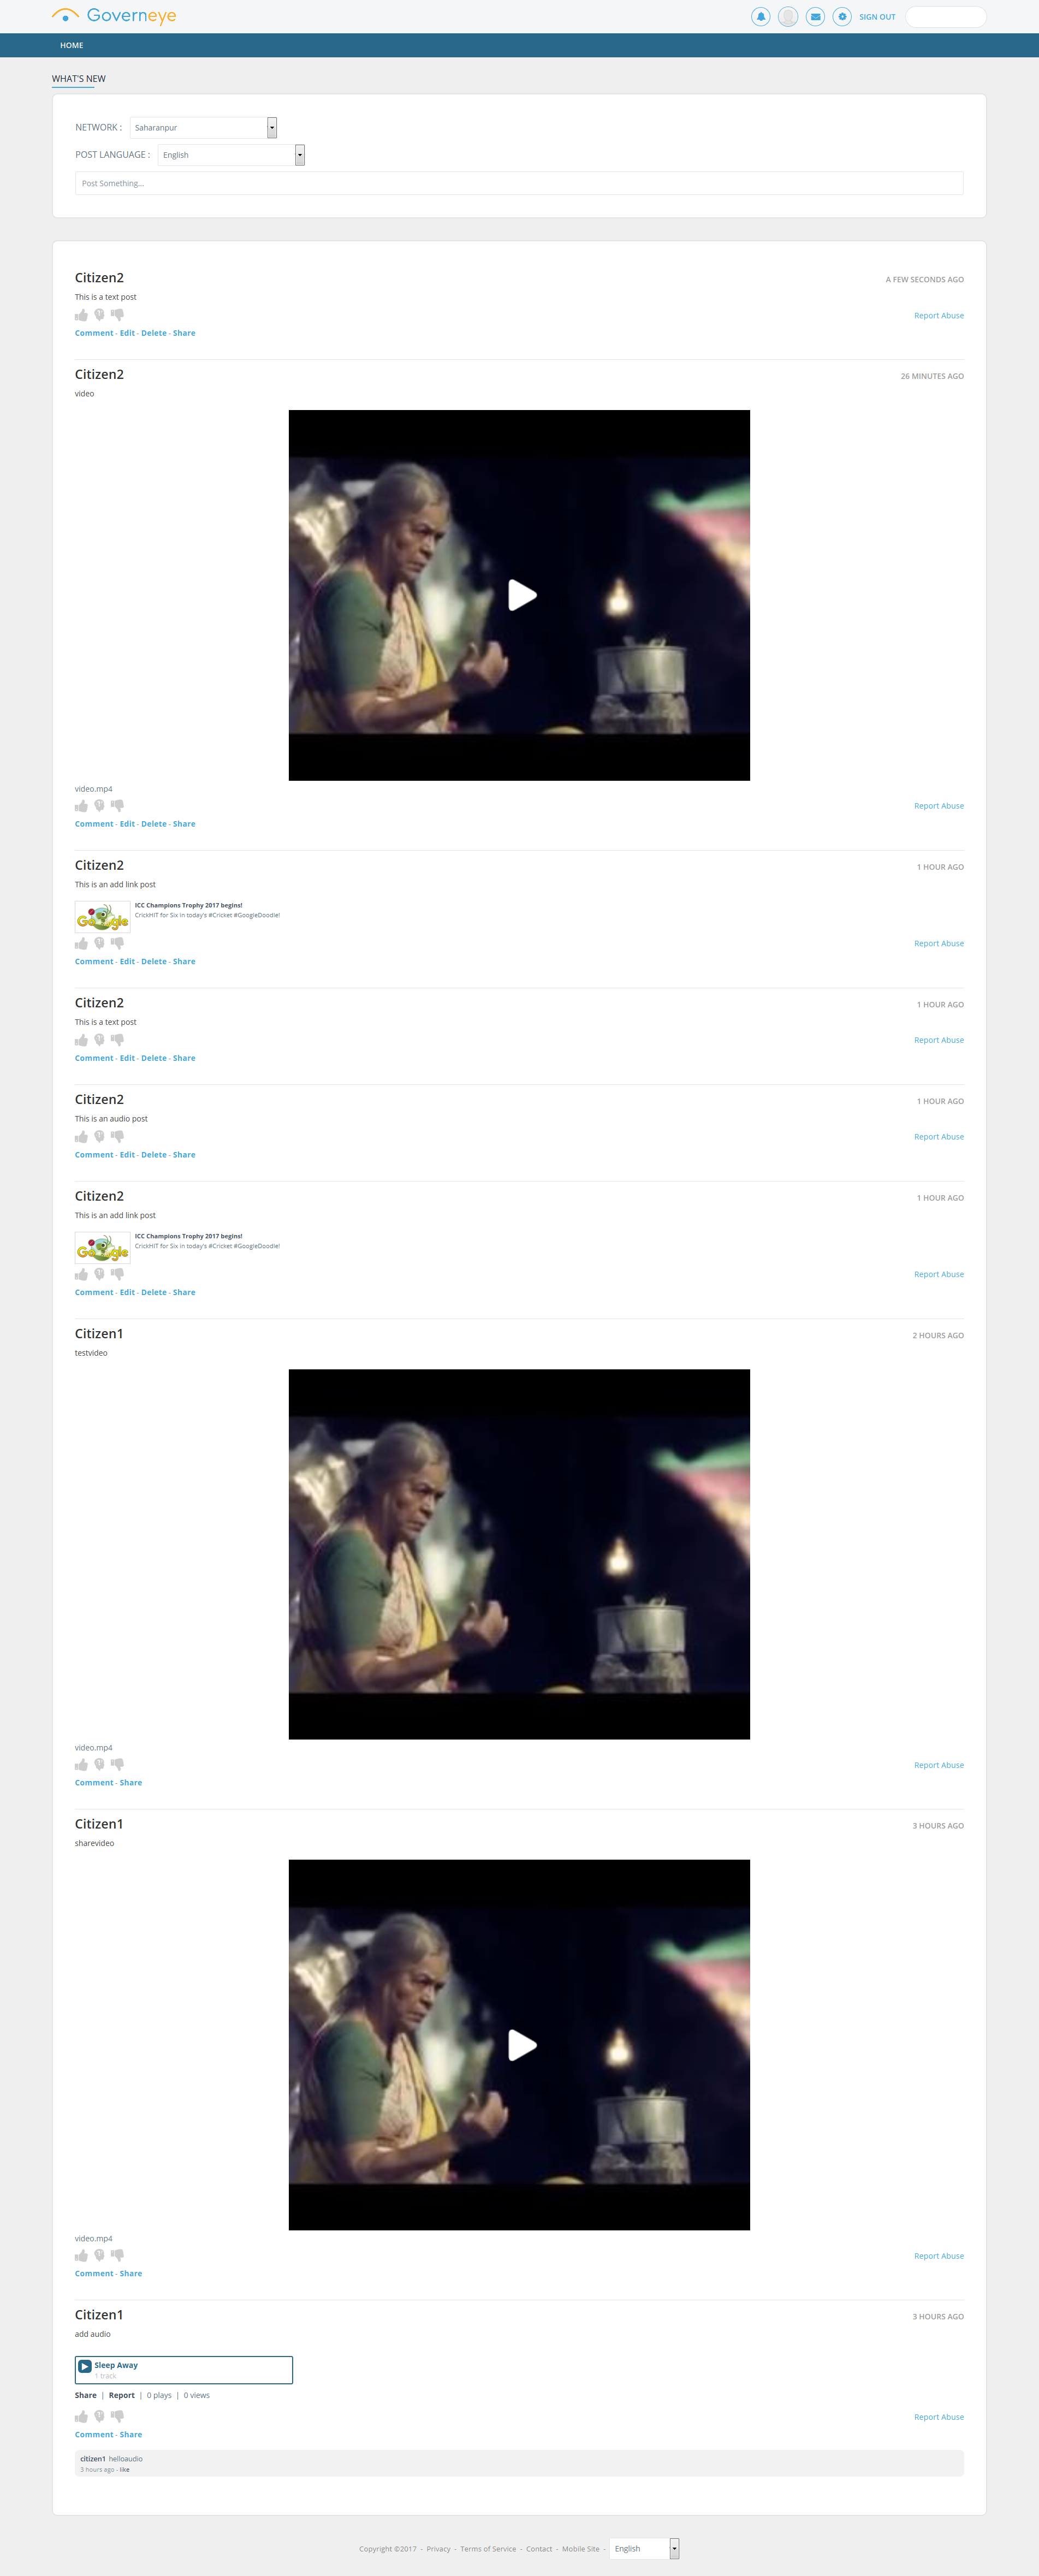 Governeye
SIGN OUT
HOME
WHAT'S NEW
NETWORK : Saharanpur
POST LANGUAGE : English
Post Something...
Citizen2 A FEW SECONDS AGO
This is a text post
Report Abuse
Comment - Edit - Delete - Share
Citizen2 26 MINUTES AGO
video
video.mp4
Report Abuse
Comment - Edit - Delete - Share
Citizen2 1 HOUR AGO
This is an add link post
Google
ICC Champions Trophy 2017 begins!
CrickHIT for Six in today's #Cricket #GoogleDoodle!
Report Abuse
Comment - Edit - Delete - Share
Citizen2 1 HOUR AGO
This is a text post
Report Abuse
Comment - Edit - Delete - Share
Citizen2 1 HOUR AGO
This is an audio post
Report Abuse
Comment - Edit - Delete - Share
Citizen2 1 HOUR AGO
This is an add link post
Google
ICC Champions Trophy 2017 begins!
CrickHIT for Six in today's #Cricket #GoogleDoodle!
Report Abuse
Comment - Edit - Delete - Share
Citizen1 2 HOURS AGO
testvideo
video.mp4
Report Abuse
Comment - Share
Citizen1 3 HOURS AGO
sharevideo
video.mp4
Report Abuse
Comment - Share
Citizen1 3 HOURS AGO
add audio
Sleep Away
1 track
Share | Report | 0 plays | 0 views
Report Abuse
Comment - Share
citizen1 helloaudio
3 hours ago - like
Copyright ©2017 - Privacy - Terms of Service - Contact - Mobile Site - English